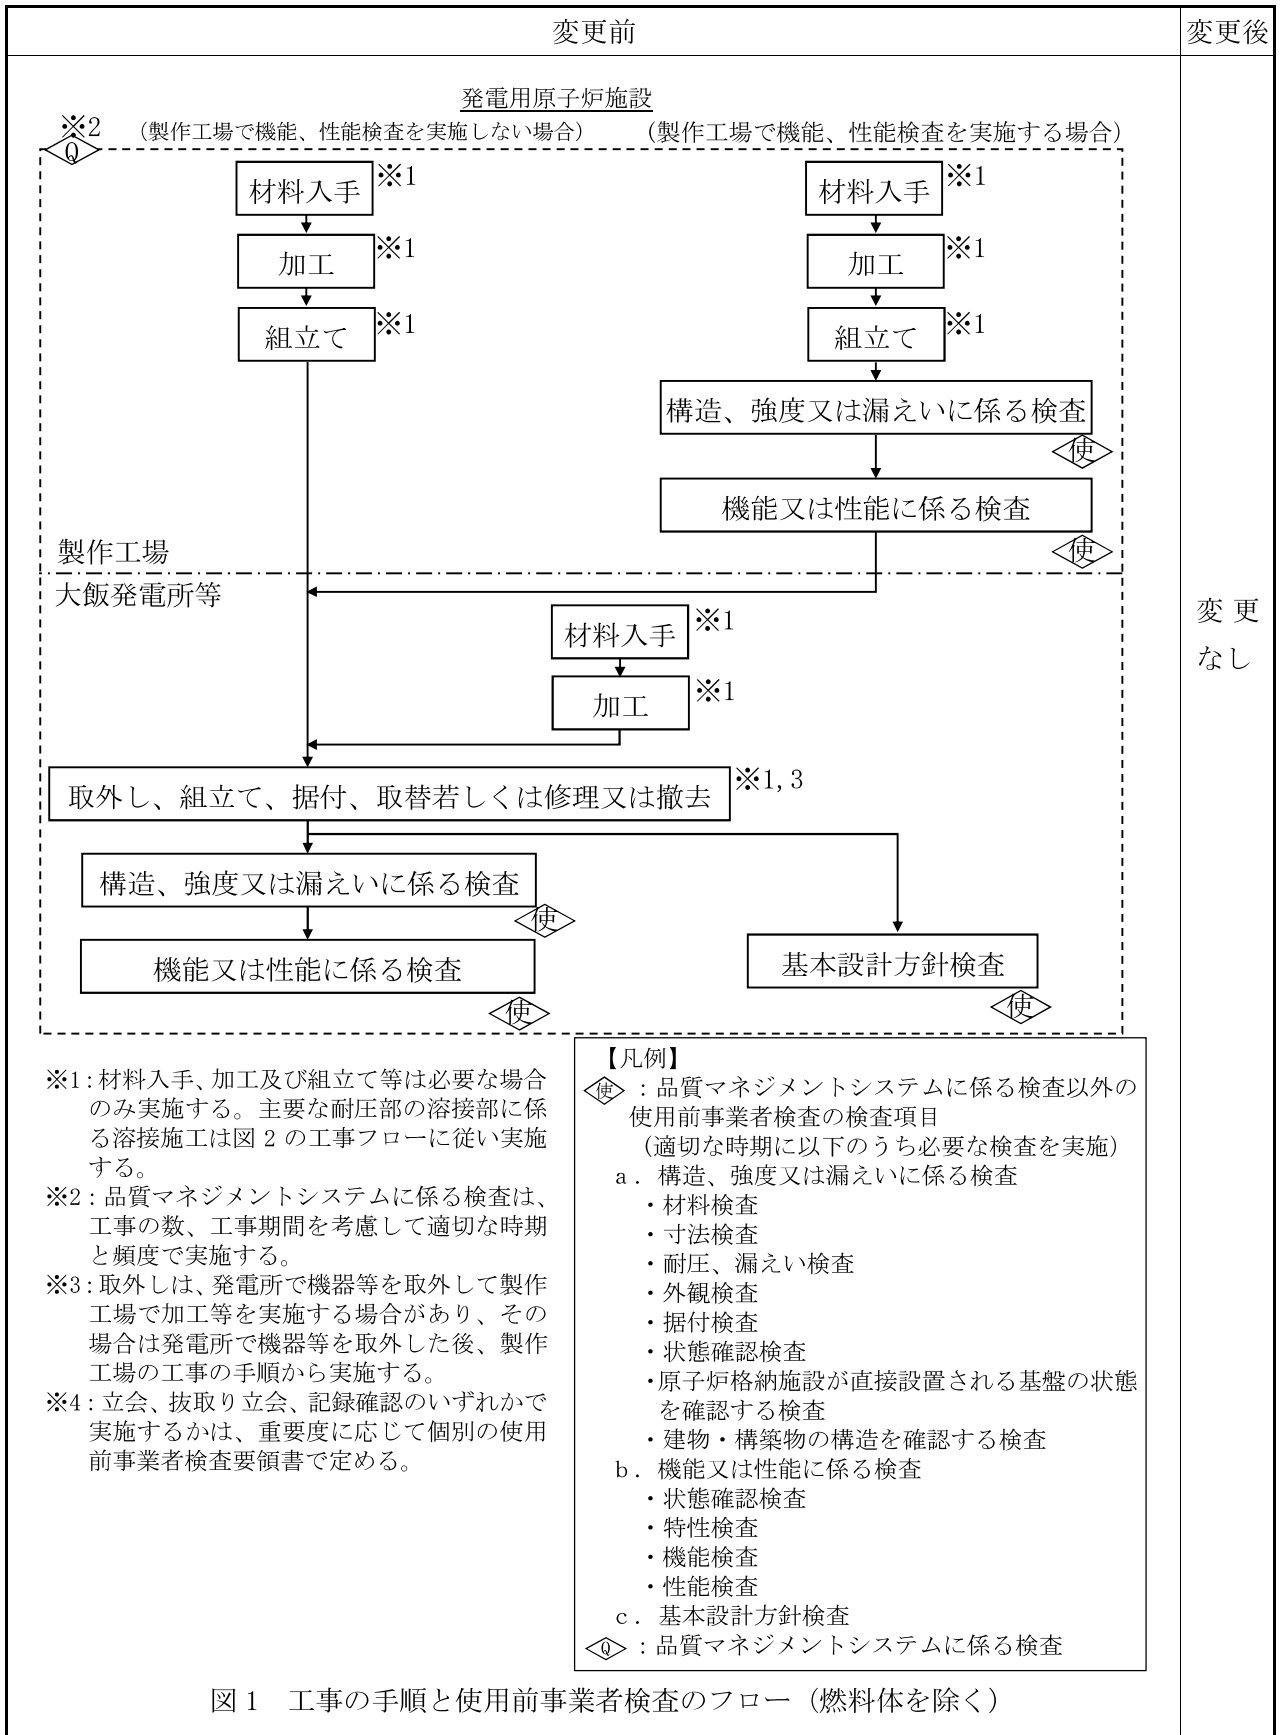 変更前
変更後
発電用原子炉施設
※2
（製作工場で機能、性能検査を実施しない場合）
（製作工場で機能、性能検査を実施する場合）
Q
材料入手
※1
材料入手
※1
加工
※1
加工
※1
組立て
※1
組立て
※1
構造、強度又は漏えいに係る検査
使
機能又は性能に係る検査
使
製作工場
大飯発電所等
材料入手
※1
加工
※1
変更
なし
取外し、組立て、据付、取替若しくは修理又は撤去
※1,3
構造、強度又は漏えいに係る検査
使
機能又は性能に係る検査
使
基本設計方針検査
使
※1：材料入手、加工及び組立て等は必要な場合
のみ実施する。主要な耐圧部の溶接部に係
る溶接施工は図２の工事フローに従い実施
する。
※2：品質マネジメントシステムに係る検査は、
工事の数、工事期間を考慮して適切な時期
と頻度で実施する。
※3：取外しは、発電所で機器等を取外して製作
工場で加工等を実施する場合があり、その
場合は発電所で機器等を取外した後、製作
工場の工事の手順から実施する。
※4：立会、抜取り立会、記録確認のいずれかで
実施するかは、重要度に応じて個別の使用
前事業者検査要領書で定める。
【凡例】
使：品質マネジメントシステムに係る検査以外の
使用前事業者検査の検査項目
（適切な時期に以下のうち必要な検査を実施）
ａ．構造、強度又は漏えいに係る検査
・材料検査
・寸法検査
・耐圧、漏えい検査
・外観検査
・据付検査
・状態確認検査
・原子炉格納施設が直接設置される基盤の状態
を確認する検査
・建物・構築物の構造を確認する検査
ｂ．機能又は性能に係る検査
・状態確認検査
・特性検査
・機能検査
・性能検査
ｃ．基本設計方針検査
Q：品質マネジメントシステムに係る検査
図１　工事の手順と使用前事業者検査のフロー（燃料体を除く）